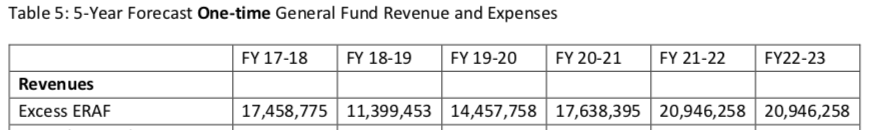 Table 5: 5-Year Forecast One-time General Fund Revenue and Expenses
FY 17-18 FY 18-19 FY 19-20 FY 20-21 FY 21-22 FY22-23
Revenues
Excess ERAF 17,458,775 11,399,453 14,457,758 17,638,395 20,946,258 20,946,258